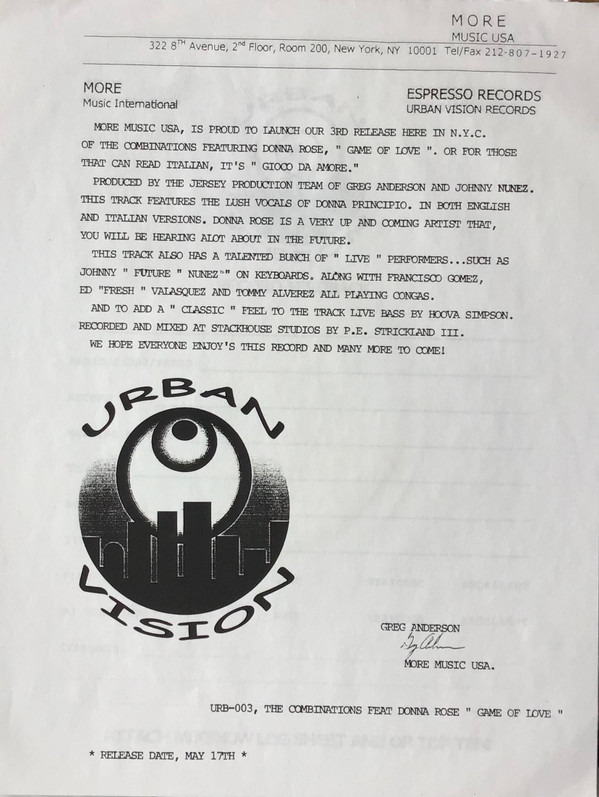 MORE
MUSIC USA
322 8TH Avenue, 2nd Floor, Room 200, New York, NY 10001 Tel/Fax 212-807-1927
MORE
Music International
ESPRESSO RECORDS
URBAN VISION RECORDS
MORE MUSIC USA, IS PROUD TO LAUNCH OUR 3RD RELEASE HERE IN N.Y.C.
OF THE COMBINATIONS FEATURING DONNA ROSE, " GAME OF LOVE ". OR FOR THOSE
THAT CAN READ ITALIAN, IT'S " GIOCO DA AMORE."
PRODUCED BY THE JERSEY PRODUCTION TEAM OF GREG ANDERSON AND JOHNNY NUNEZ.
THIS TRACK FEATURES THE LUSH VOCALS OF DONNA PRINCIPIO. IN BOTH ENGLISH
AND ITALIAN VERSIONS. DONNA ROSE IS A VERY UP AND COMING ARTIST THAT,
YOU WILL BE HEARING ALOT ABOUT IN THE FUTURE.
THIS TRACK ALSO HAS A TALENTED BUNCH OF " LIVE " PERFORMERS...SUCH AS
JOHNNY " FUTURE " NUNEZ"" ON KEYBOARDS. ALONG WITH FRANCISCO GOMEZ,
ED "FRESH " VALASQUEZ AND TOMMY ALVEREZ ALL PLAYING CONGAS.
AND TO ADD A " CLASSIC " FEEL TO THE TRACK LIVE BASS BY HOOVA SIMPSON.
RECORDED AND MIXED AT STACKHOUSE STUDIOS BY P.E. STRICKLAND III.
WE HOPE EVERYONE ENJOY'S THIS RECORD AND MANY MORE TO COME!
URBAN
VISION
GREG ANDERSON
MORE MUSIC USA.
URB-003, THE COMBINATIONS FEAT DONNA ROSE " GAME OF LOVE "
* RELEASE DATE, MAY 17TH *